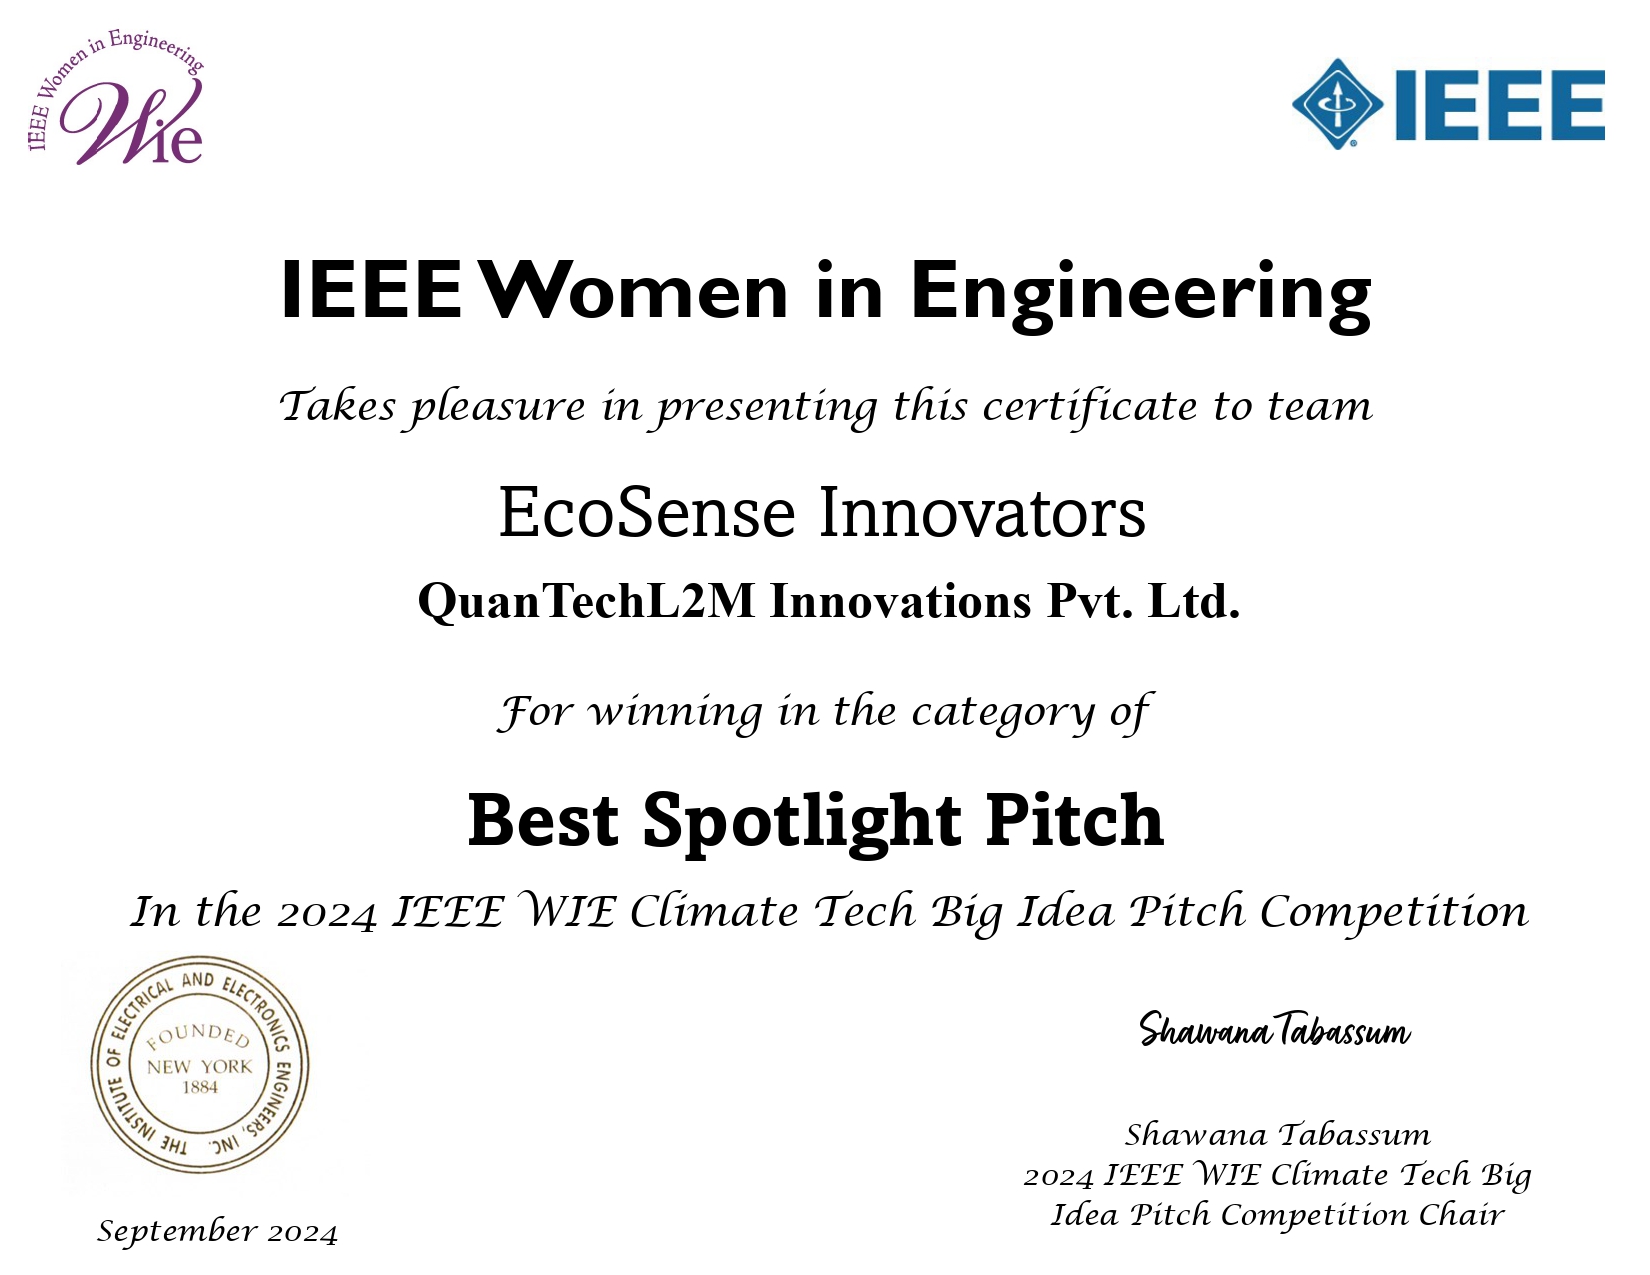 IEEE Women in Engineering
Wie
IEEE
IEEE Women in Engineering
Takes pleasure in presenting this certificate to team
EcoSense Innovators
QuanTechL2M Innovations Pvt. Ltd.
For winning in the category of
Best Spotlight Pitch
In the 2024 IEEE WIE Climate Tech Big Idea Pitch Competition
THE INSTITUTE OF ELECTRICAL AND ELECTRONICS ENGINEERS, INC.
FOUNDED
NEW YORK
1884
September 2024
Shawana Tabassum
Shawana Tabassum
2024 IEEE WIE Climate Tech Big
Idea Pitch Competition Chair